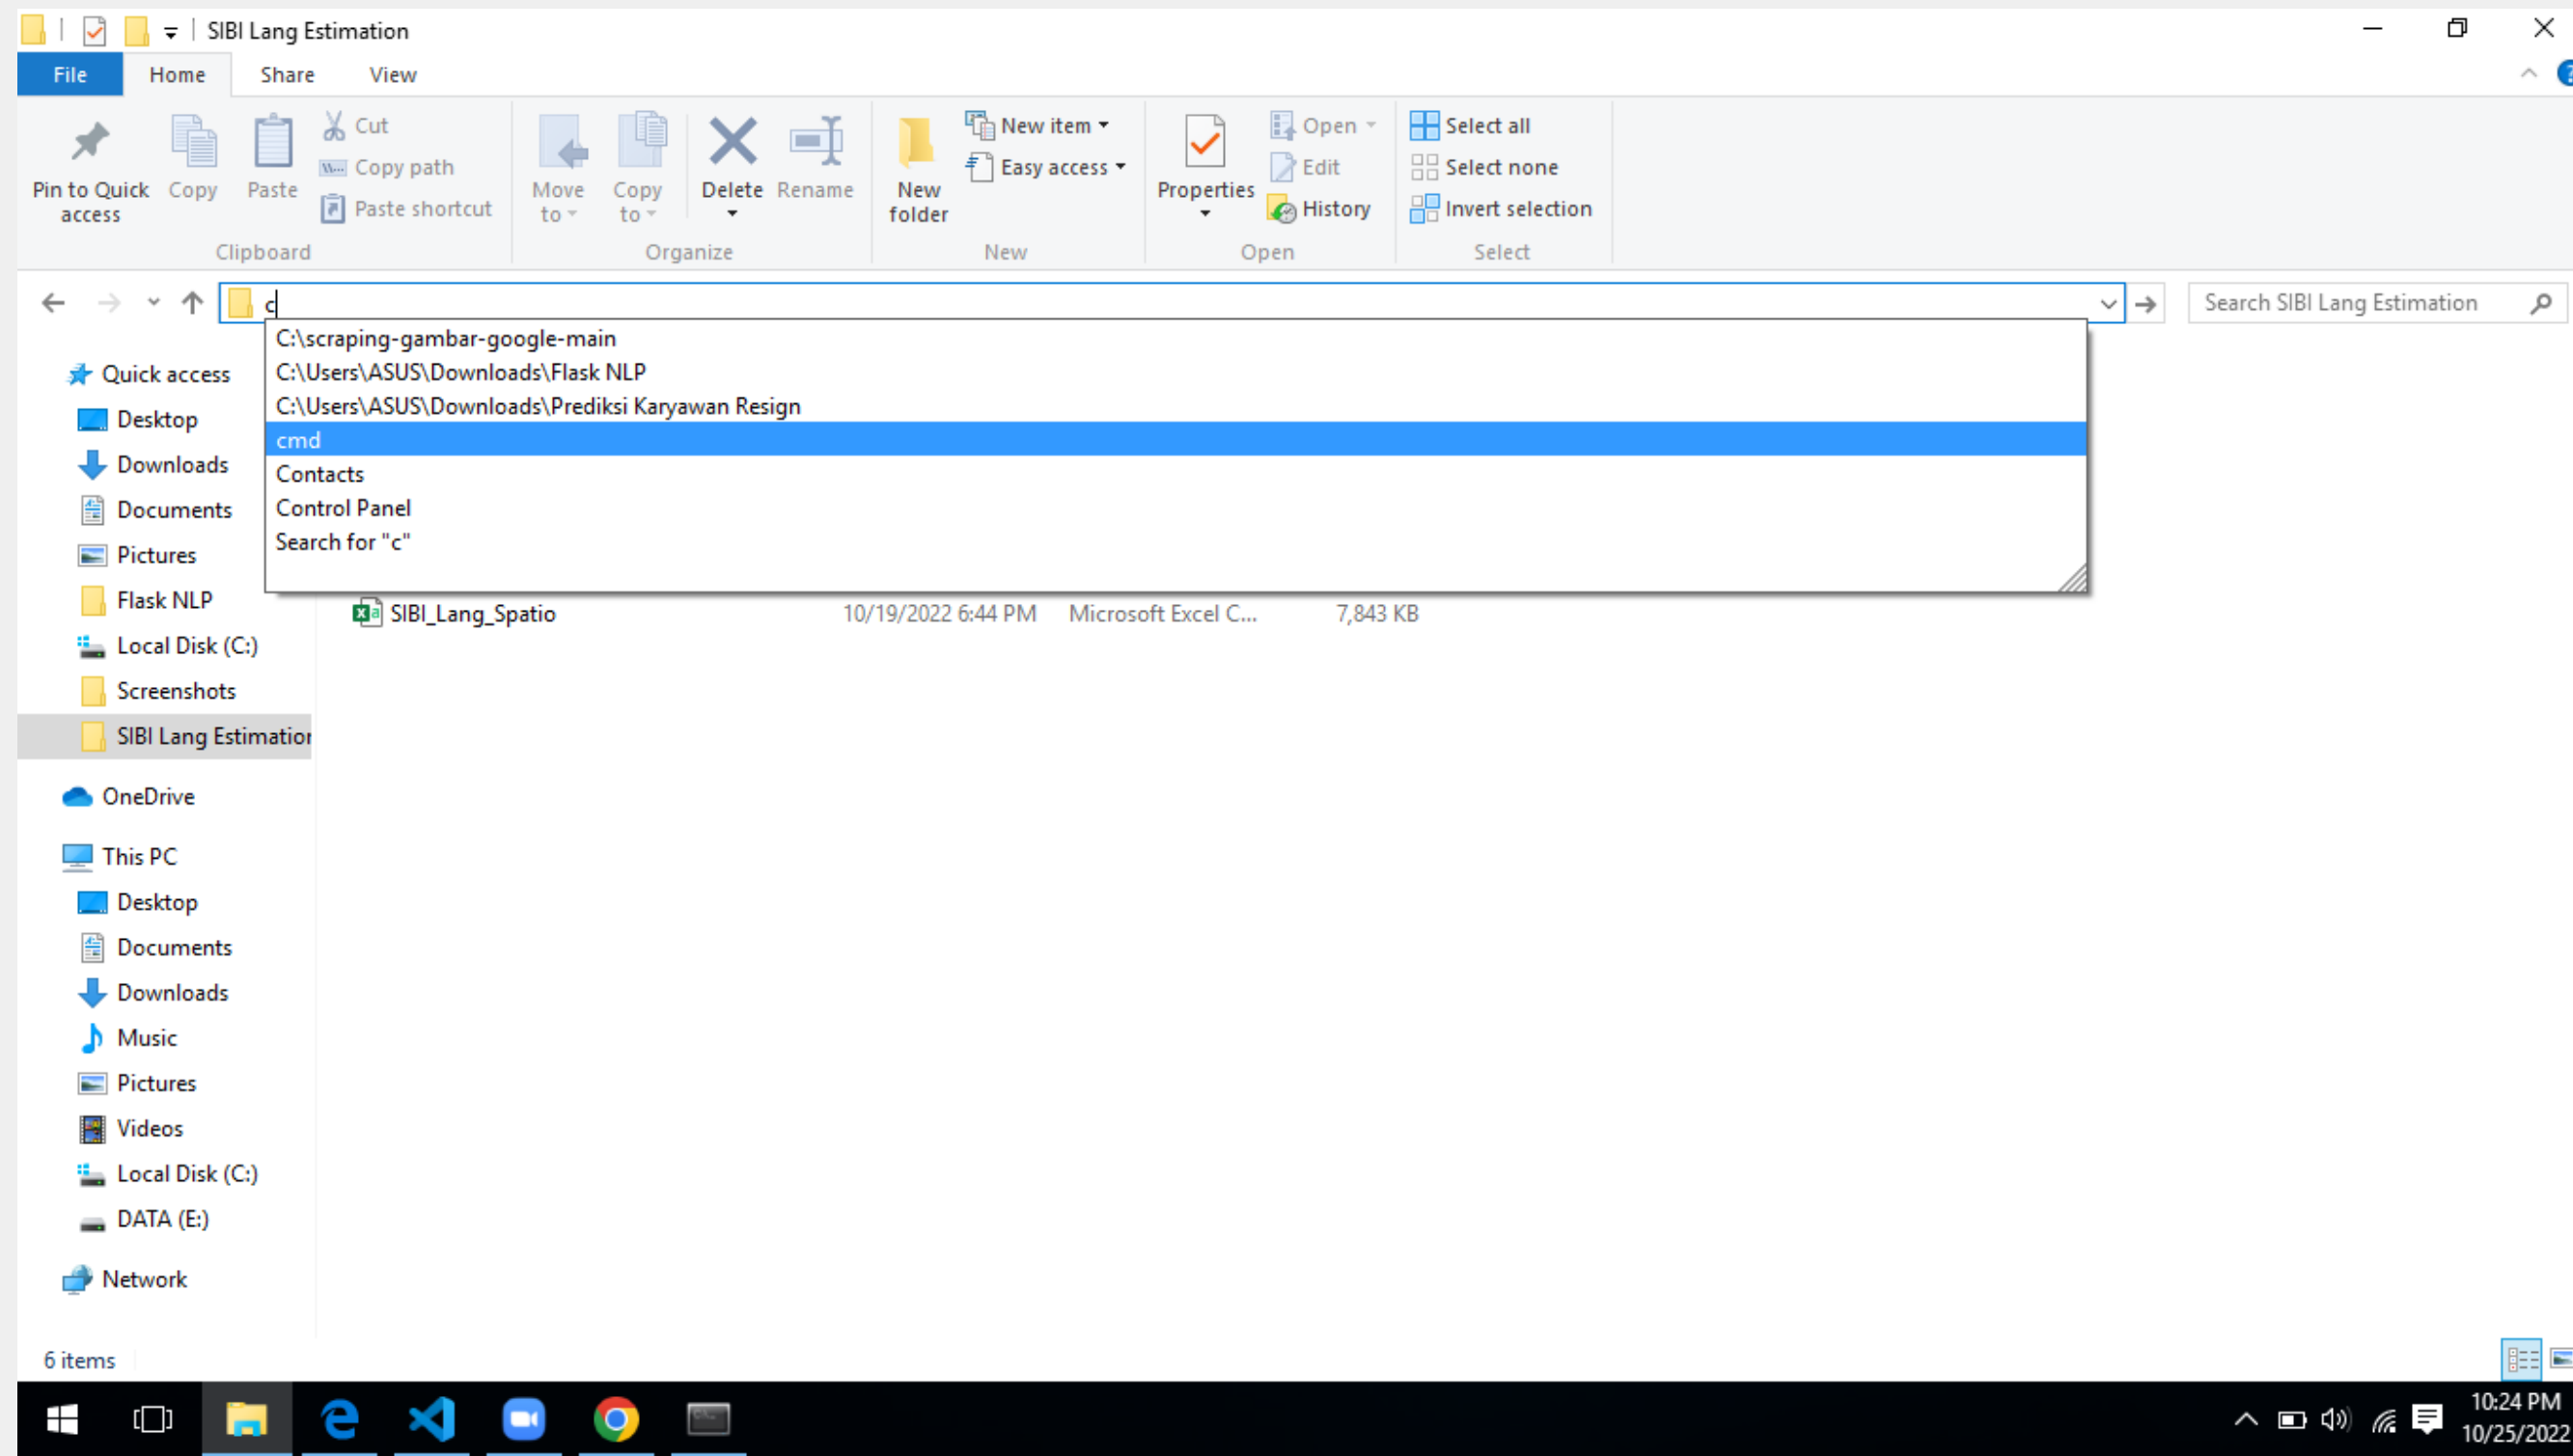 SIBI Lang Estimation
File Home Share View
Pin to Quick access
Copy
Paste
Cut
Copy path
Paste shortcut
Clipboard
Move to
Copy to
Delete
Rename
Organize
New folder
New item
Easy access
New
Properties
Open
Edit
History
Open
Select all
Select none
Invert selection
Select
c
Search SIBI Lang Estimation
C:\scraping-gambar-google-main
C:\Users\ASUS\Downloads\Flask NLP
C:\Users\ASUS\Downloads\Prediksi Karyawan Resign
cmd
Contacts
Control Panel
Search for "c"
Quick access
Desktop
Downloads
Documents
Pictures
Flask NLP
Local Disk (C:)
Screenshots
SIBI Lang Estimation
OneDrive
This PC
Desktop
Documents
Downloads
Music
Pictures
Videos
Local Disk (C:)
DATA (E:)
Network
SIBI_Lang_Spatio 10/19/2022 6:44 PM Microsoft Excel C... 7,843 KB
6 items
10:24 PM
10/25/2022